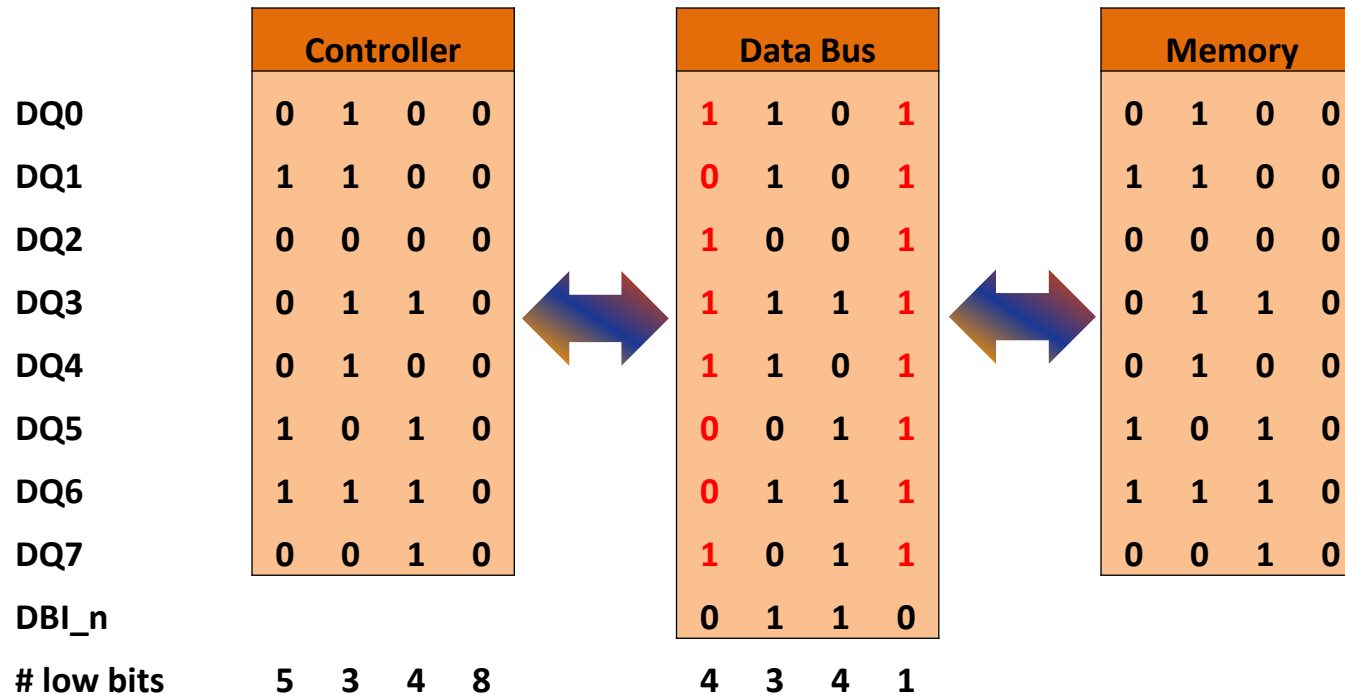 Controller Data Bus Memory
DQ0 0 1 0 0 1 1 0 1 0 1 0 0
DQ1 1 1 0 0 0 1 0 1 1 1 0 0
DQ2 0 0 0 0 1 0 0 1 0 0 0 0
DQ3 0 1 1 0 1 1 1 1 0 1 1 0
DQ4 0 1 0 0 1 1 0 1 0 1 0 0
DQ5 1 0 1 0 0 0 1 1 1 0 1 0
DQ6 1 1 1 0 0 1 1 1 1 1 1 0
DQ7 0 0 1 0 1 0 1 1 0 0 1 0
DBI_n 0 1 1 0
# low bits 5 3 4 8 4 3 4 1